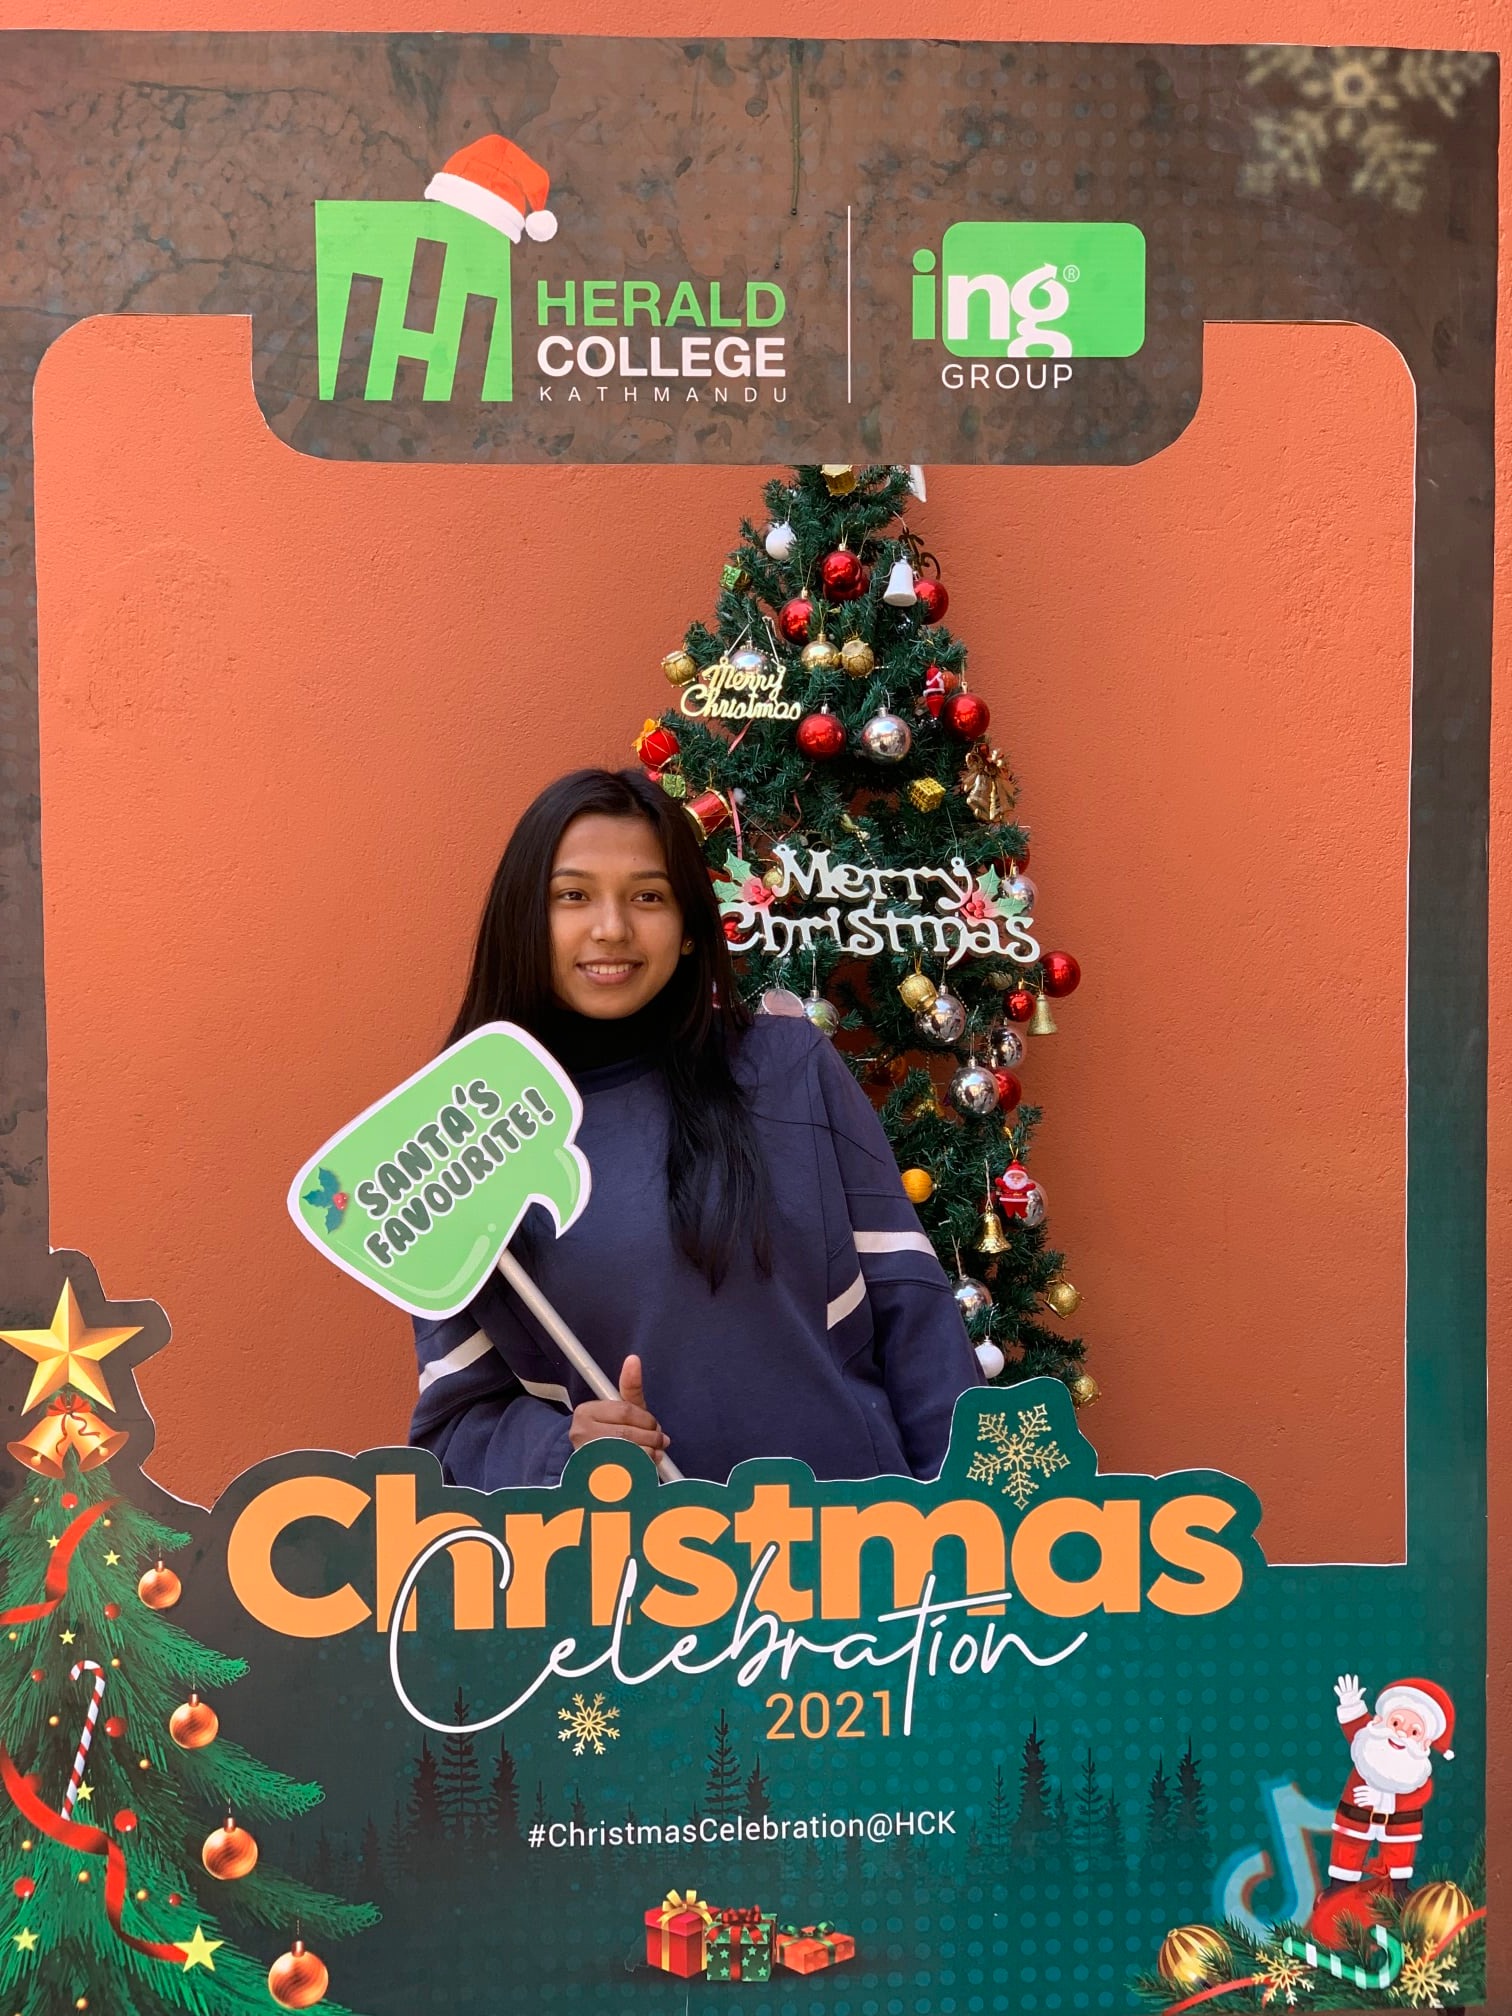 HERALD
COLLEGE
KATHMANDU
ing®
GROUP
Merry
Christmas
Merry
Christmas
SANTA'S
FAVOURITE!
Christmas
Celebration
2021
#ChristmasCelebration@HCK